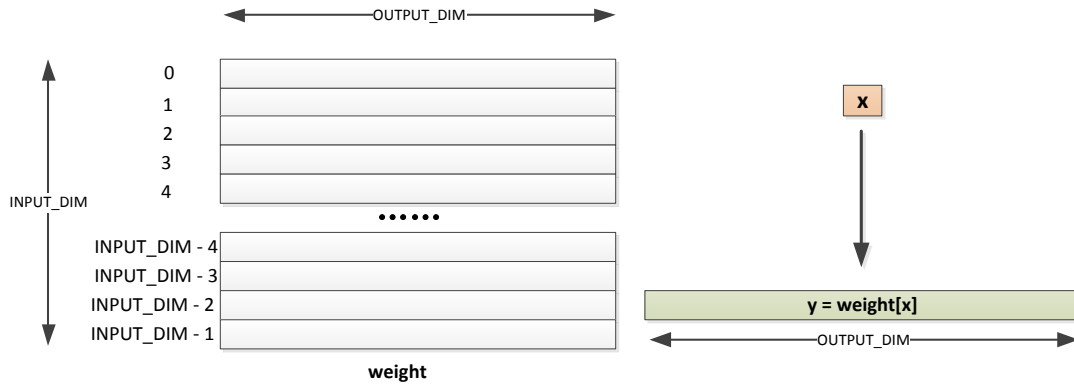 OUTPUT_DIM
0
1
x
2
3
4
INPUT_DIM
......
INPUT_DIM - 4
INPUT_DIM - 3
INPUT_DIM - 2
y = weight[x]
INPUT_DIM - 1
OUTPUT_DIM
weight